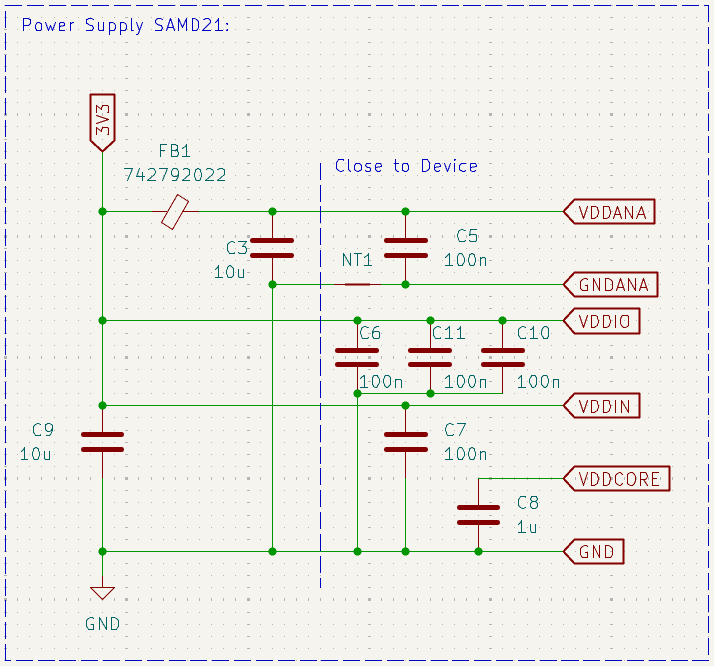 Power Supply SAMD21:
3V3
FB1
742792022
Close to Device
VDDANA
C3
10u
NT1
C5
100n
GNDANA
VDDIO
C6
C11
C10
100n
100n
100n
VDDIN
C9
10u
C7
100n
VDDCORE
C8
1u
GND
GND